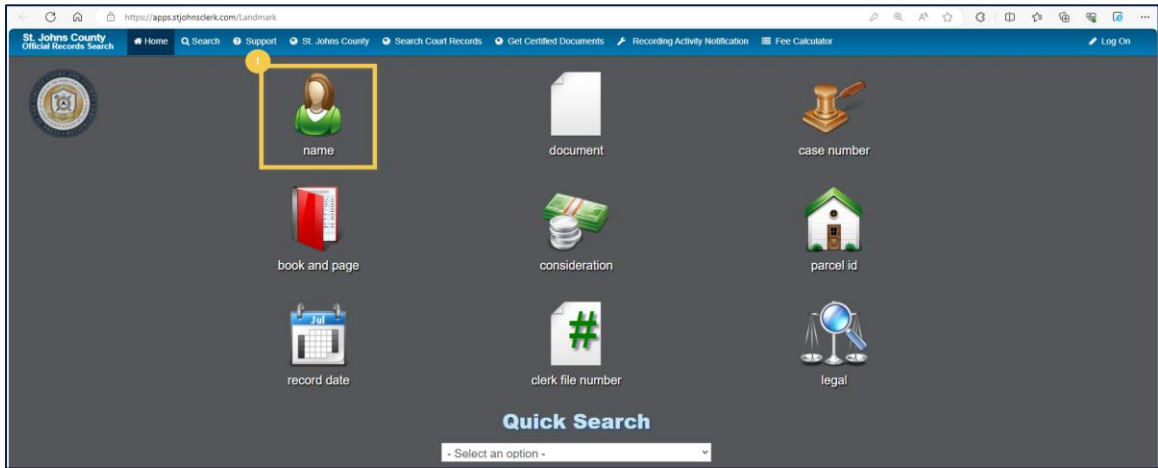 https://apps.stjohnsclerk.com/Landmark
St. Johns County
Official Records Search
Home Search Support St. Johns County Search Court Records Get Certified Documents Recording Activity Notification Fee Calculator Log On
1
name document case number
book and page consideration parcel id
Jul
#
record date clerk file number legal
Quick Search
- Select an option -